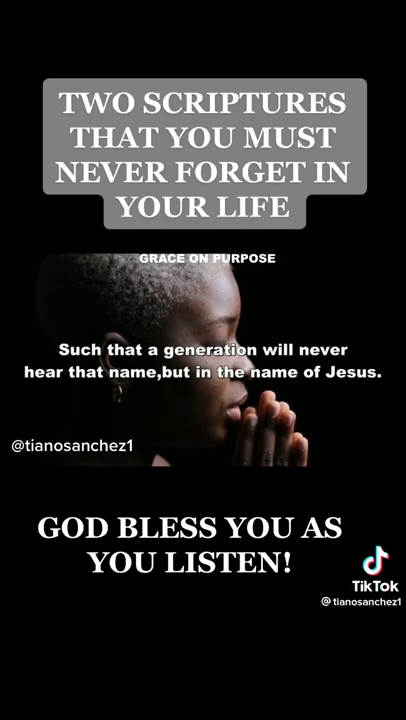 TWO SCRIPTURES
THAT YOU MUST
NEVER FORGET IN
YOUR LIFE
GRACE ON PURPOSE
Such that a generation will never
hear that name,but in the name of Jesus.
@tianosanchez1
GOD BLESS YOU AS
YOU LISTEN!
TikTok
@tianosanchez1